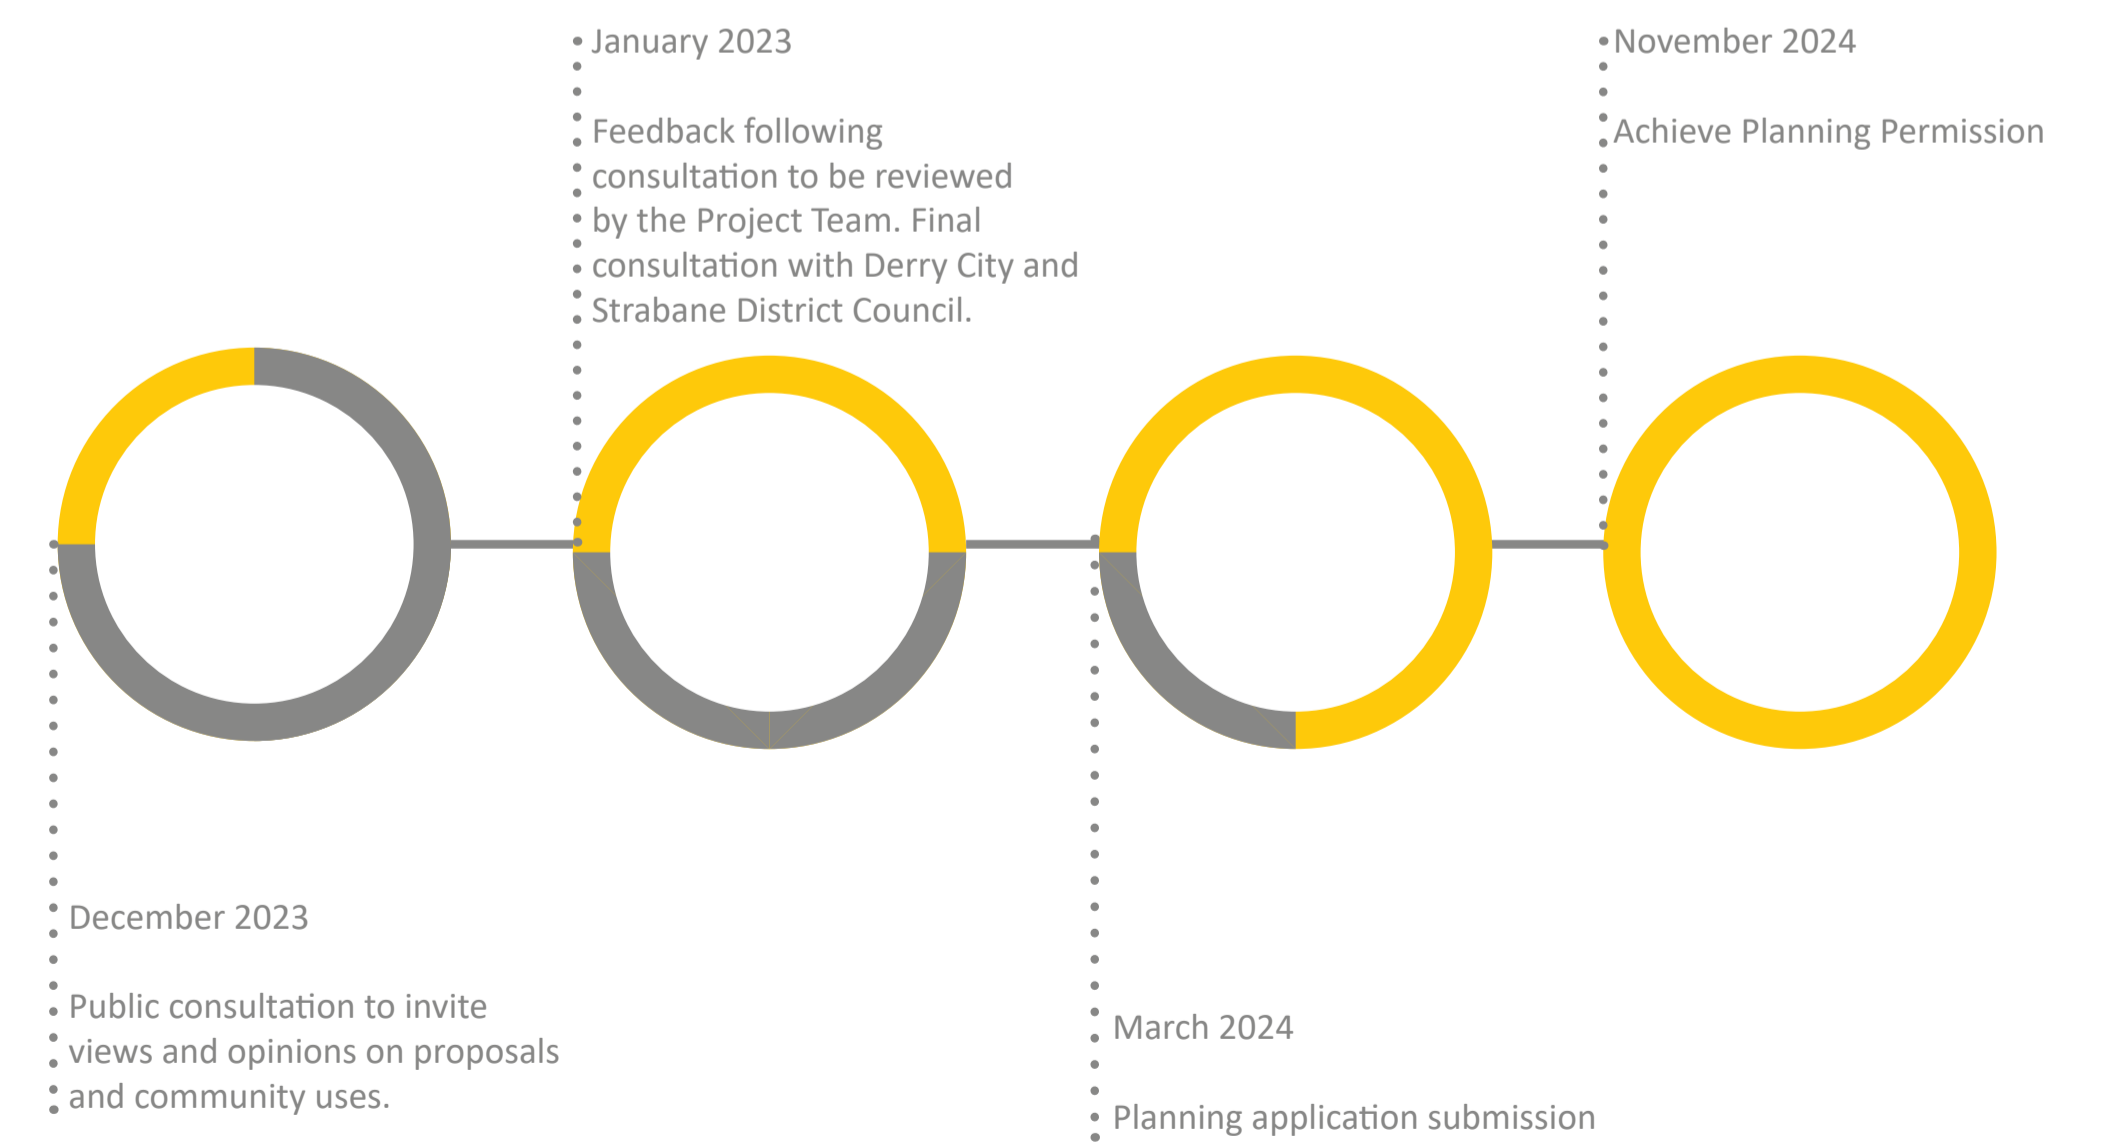 January 2023
Feedback following
consultation to be reviewed
by the Project Team. Final
consultation with Derry City and
Strabane District Council.
November 2024
Achieve Planning Permission
December 2023
Public consultation to invite
views and opinions on proposals
and community uses.
March 2024
Planning application submission